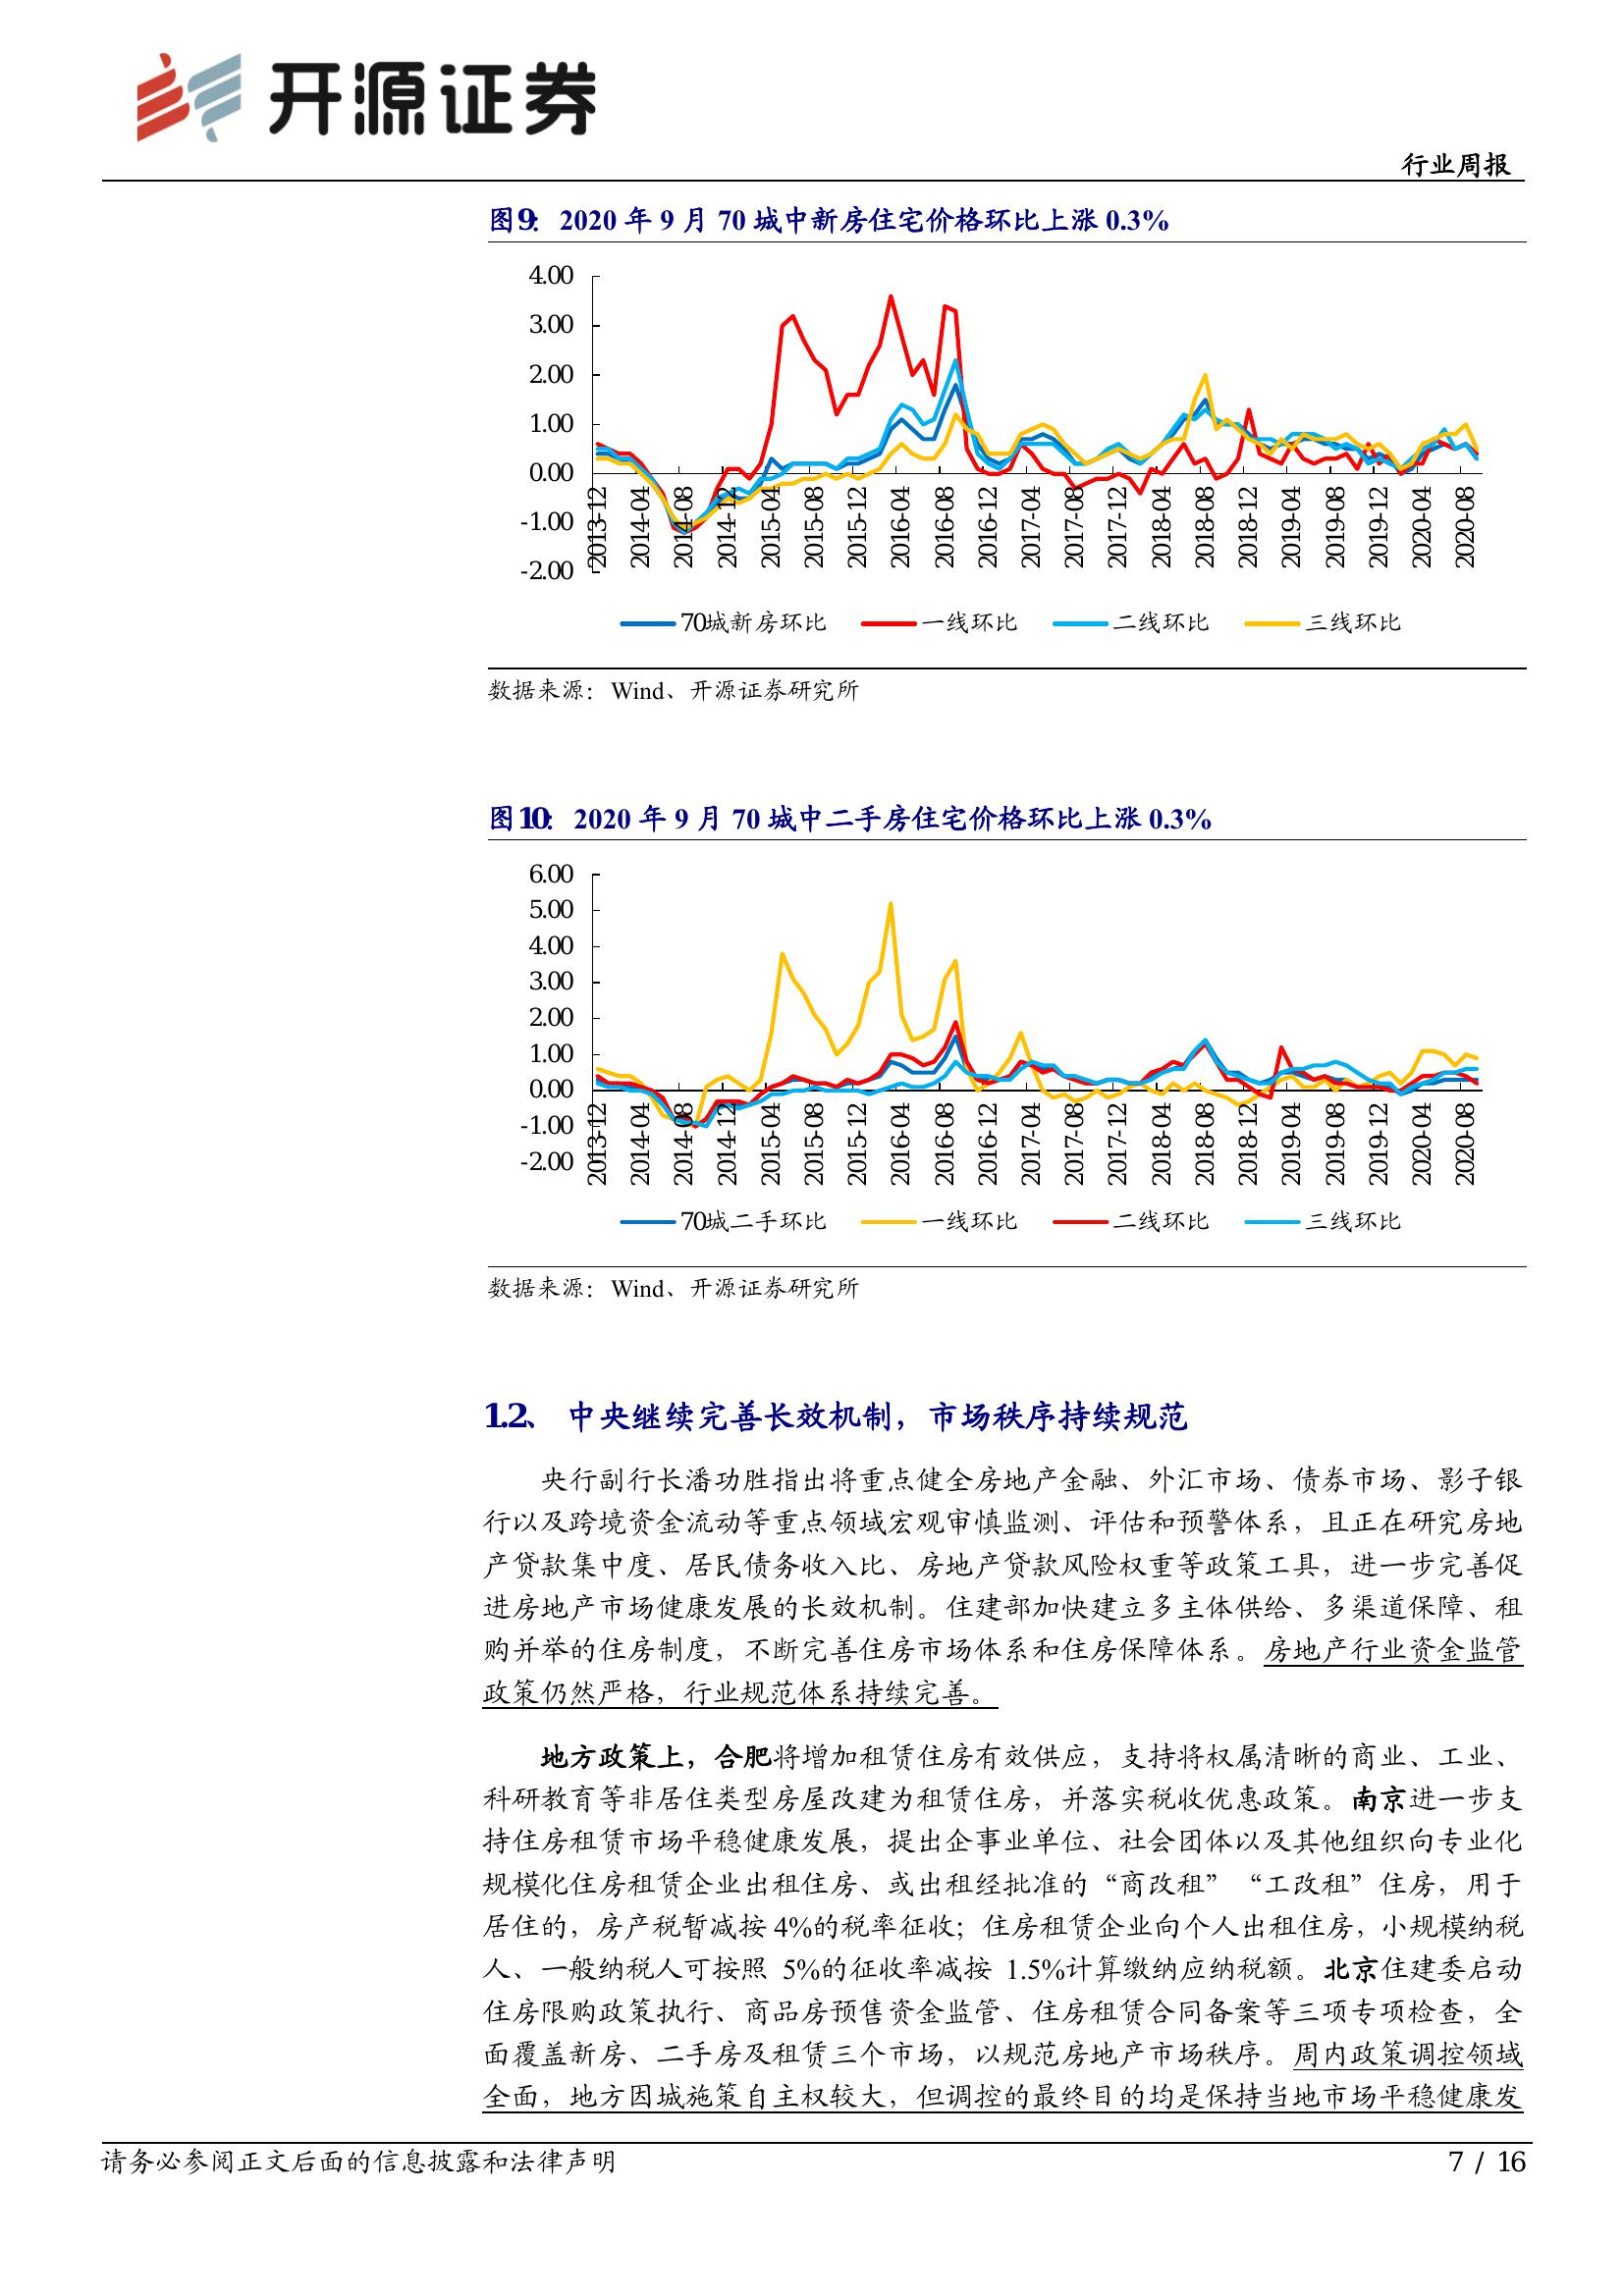 开源证券
行业周报
图9: 2020 年 9 月 70 城中新房住宅价格环比上涨 0.3%
4.00
3.00
2.00
1.00
0.00
-1.00
-2.00
2013-12 2014-04 2014-08 2014-12 2015-04 2015-08 2015-12 2016-04 2016-08 2016-12 2017-04 2017-08 2017-12 2018-04 2018-08 2018-12 2019-04 2019-08 2019-12 2020-04 2020-08
70城新房环比 一线环比 二线环比 三线环比
数据来源：Wind、开源证券研究所
图10: 2020 年 9 月 70 城中二手房住宅价格环比上涨 0.3%
6.00
5.00
4.00
3.00
2.00
1.00
0.00
-1.00
-2.00
2013-12 2014-04 2014-08 2014-12 2015-04 2015-08 2015-12 2016-04 2016-08 2016-12 2017-04 2017-08 2017-12 2018-04 2018-08 2018-12 2019-04 2019-08 2019-12 2020-04 2020-08
70城二手环比 一线环比 二线环比 三线环比
数据来源：Wind、开源证券研究所
1.2、 中央继续完善长效机制，市场秩序持续规范
央行副行长潘功胜指出将重点健全房地产金融、外汇市场、债券市场、影子银
行以及跨境资金流动等重点领域宏观审慎监测、评估和预警体系，且正在研究房地
产贷款集中度、居民债务收入比、房地产贷款风险权重等政策工具，进一步完善促
进房地产市场健康发展的长效机制。住建部加快建立多主体供给、多渠道保障、租
购并举的住房制度，不断完善住房市场体系和住房保障体系。房地产行业资金监管
政策仍然严格，行业规范体系持续完善。
地方政策上，合肥将增加租赁住房有效供应，支持将权属清晰的商业、工业、
科研教育等非居住类型房屋改建为租赁住房，并落实税收优惠政策。南京进一步支
持住房租赁市场平稳健康发展，提出企事业单位、社会团体以及其他组织向专业化
规模化住房租赁企业出租住房、或出租经批准的“商改租”“工改租”住房，用于
居住的，房产税暂减按 4%的税率征收；住房租赁企业向个人出租住房，小规模纳税
人、一般纳税人可按照 5%的征收率减按 1.5%计算缴纳应纳税额。北京住建委启动
住房限购政策执行、商品房预售资金监管、住房租赁合同备案等三项专项检查，全
面覆盖新房、二手房及租赁三个市场，以规范房地产市场秩序。周内政策调控领域
全面，地方因城施策自主权较大，但调控的最终目的均是保持当地市场平稳健康发
请务必参阅正文后面的信息披露和法律声明
7 / 16